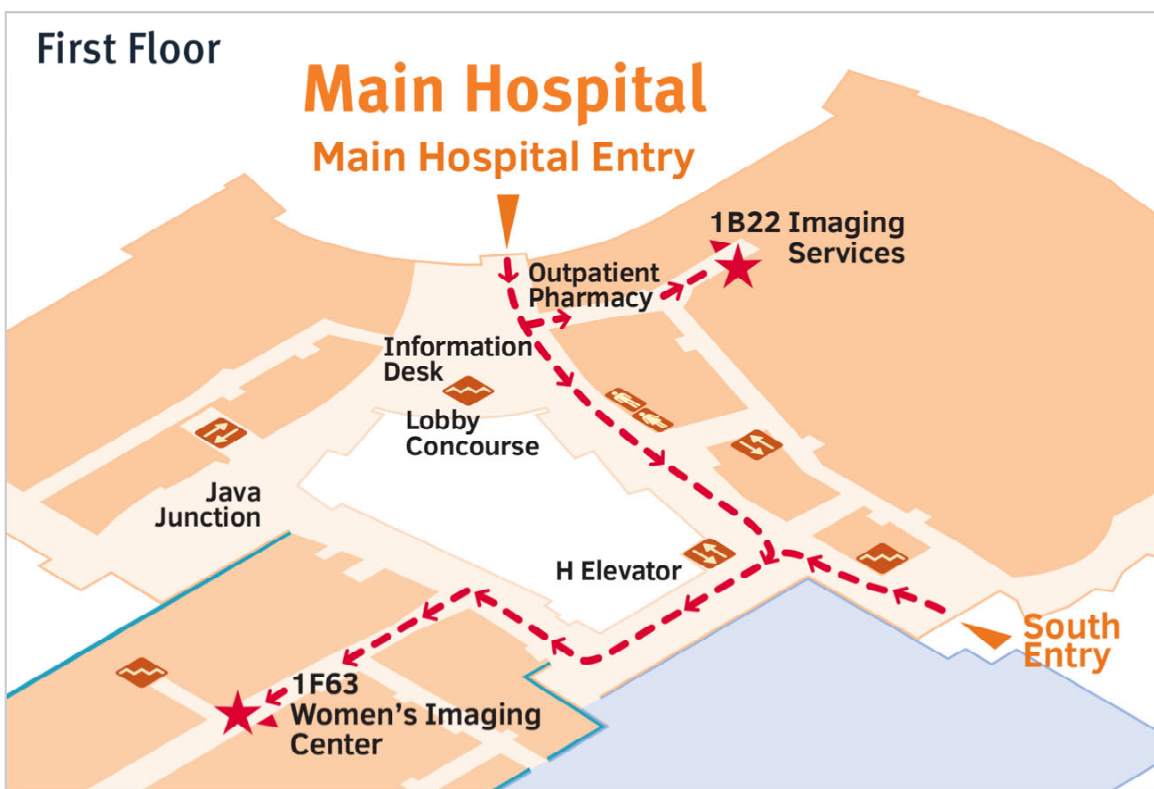 First Floor
Main Hospital
Main Hospital Entry
1B22 Imaging
Services
Outpatient
Pharmacy
Information
Desk
Lobby
Concourse
Java
Junction
H Elevator
South
Entry
1F63
Women's Imaging
Center